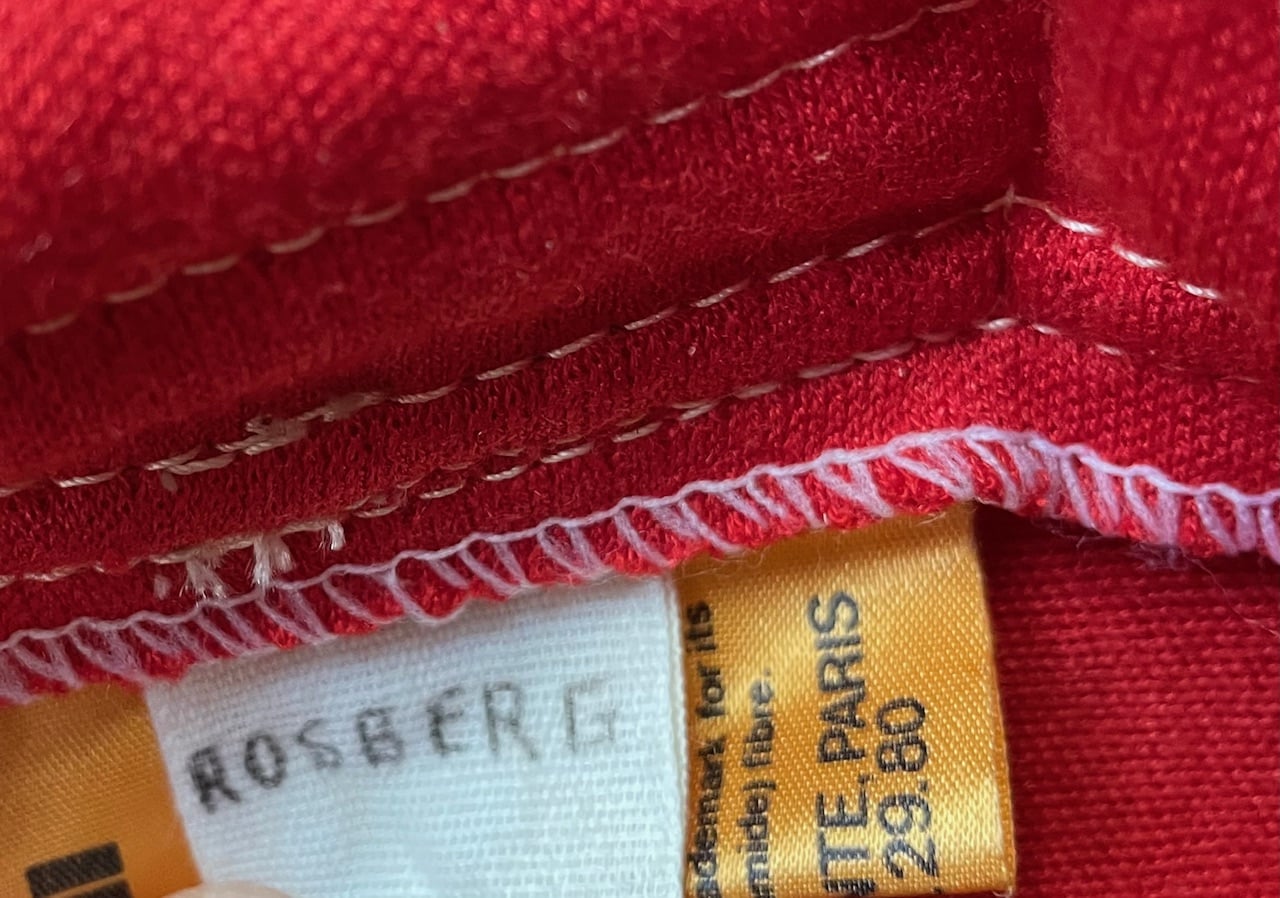 ROSBERG
for its
fibre.
PARIS
29.80